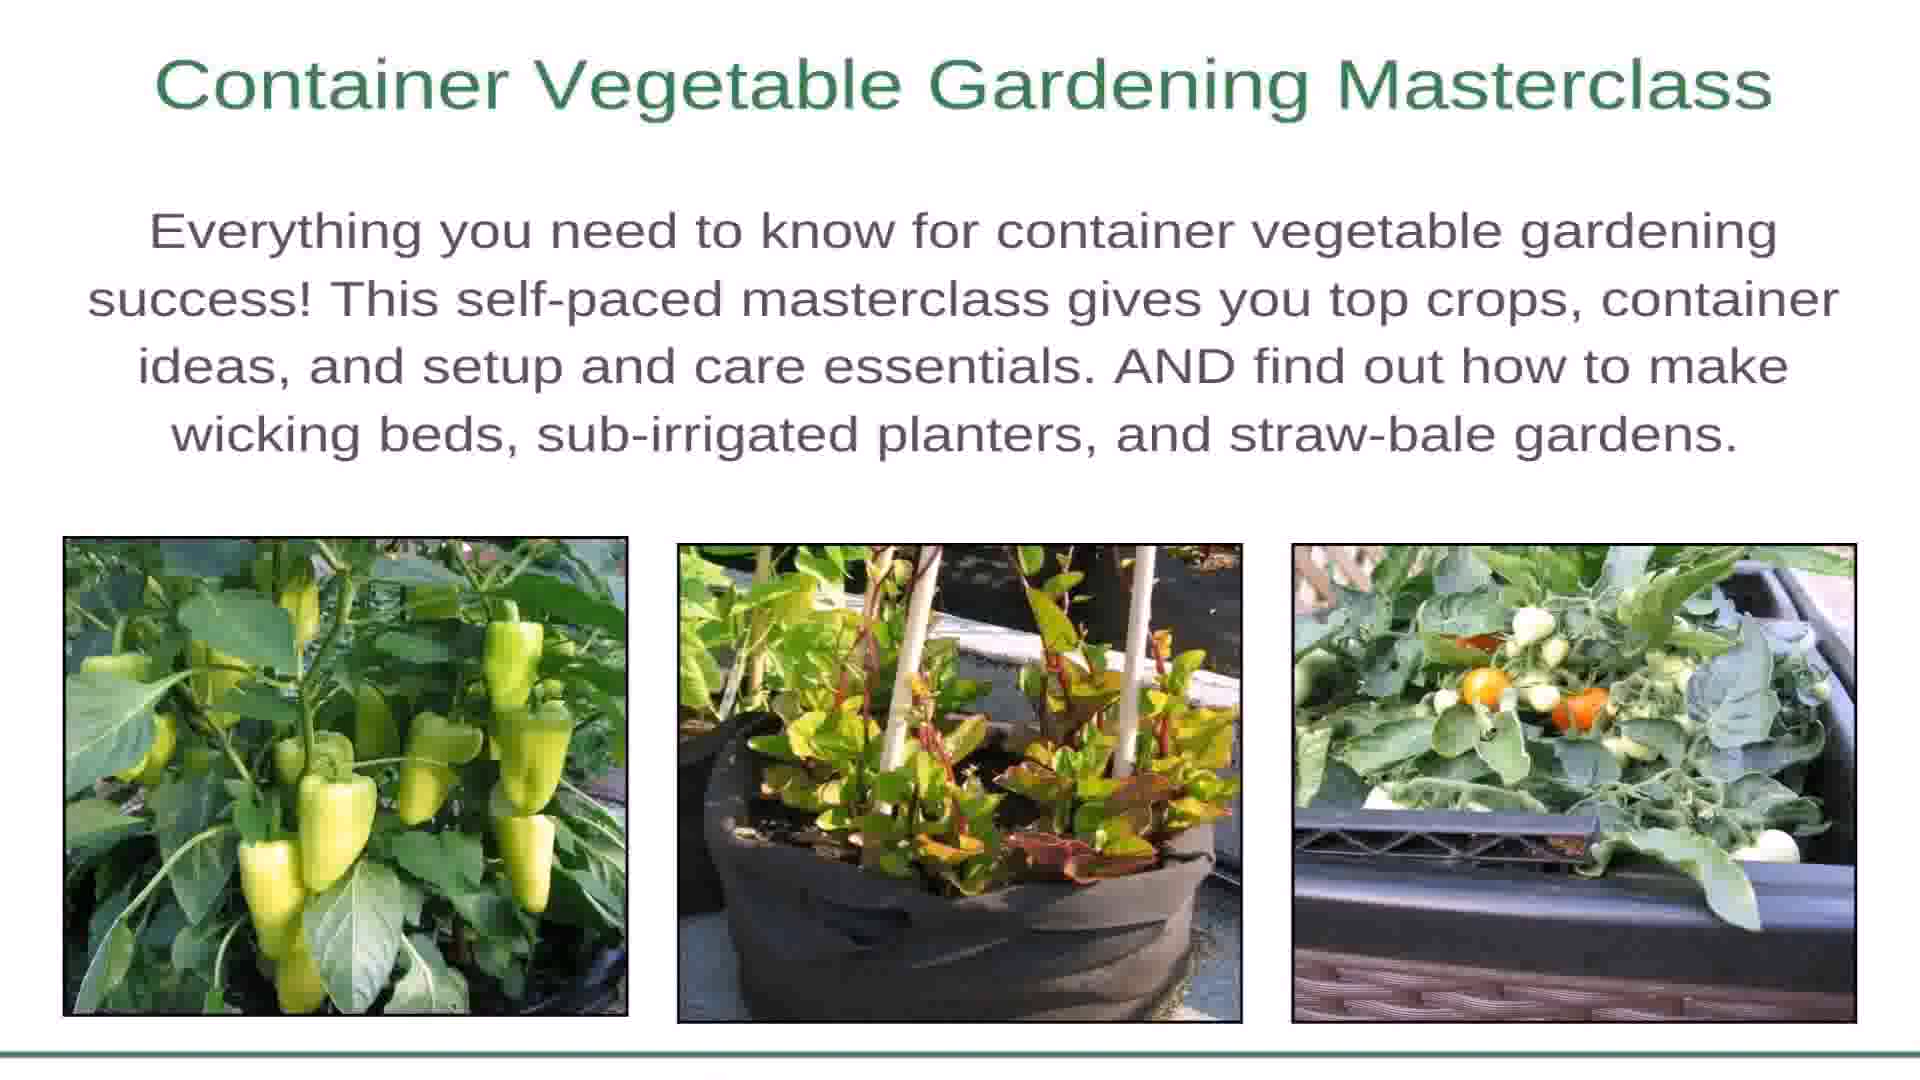 Container Vegetable Gardening Masterclass
Everything you need to know for container vegetable gardening
success! This self-paced masterclass gives you top crops, container
ideas, and setup and care essentials. AND find out how to make
wicking beds, sub-irrigated planters, and straw-bale gardens.